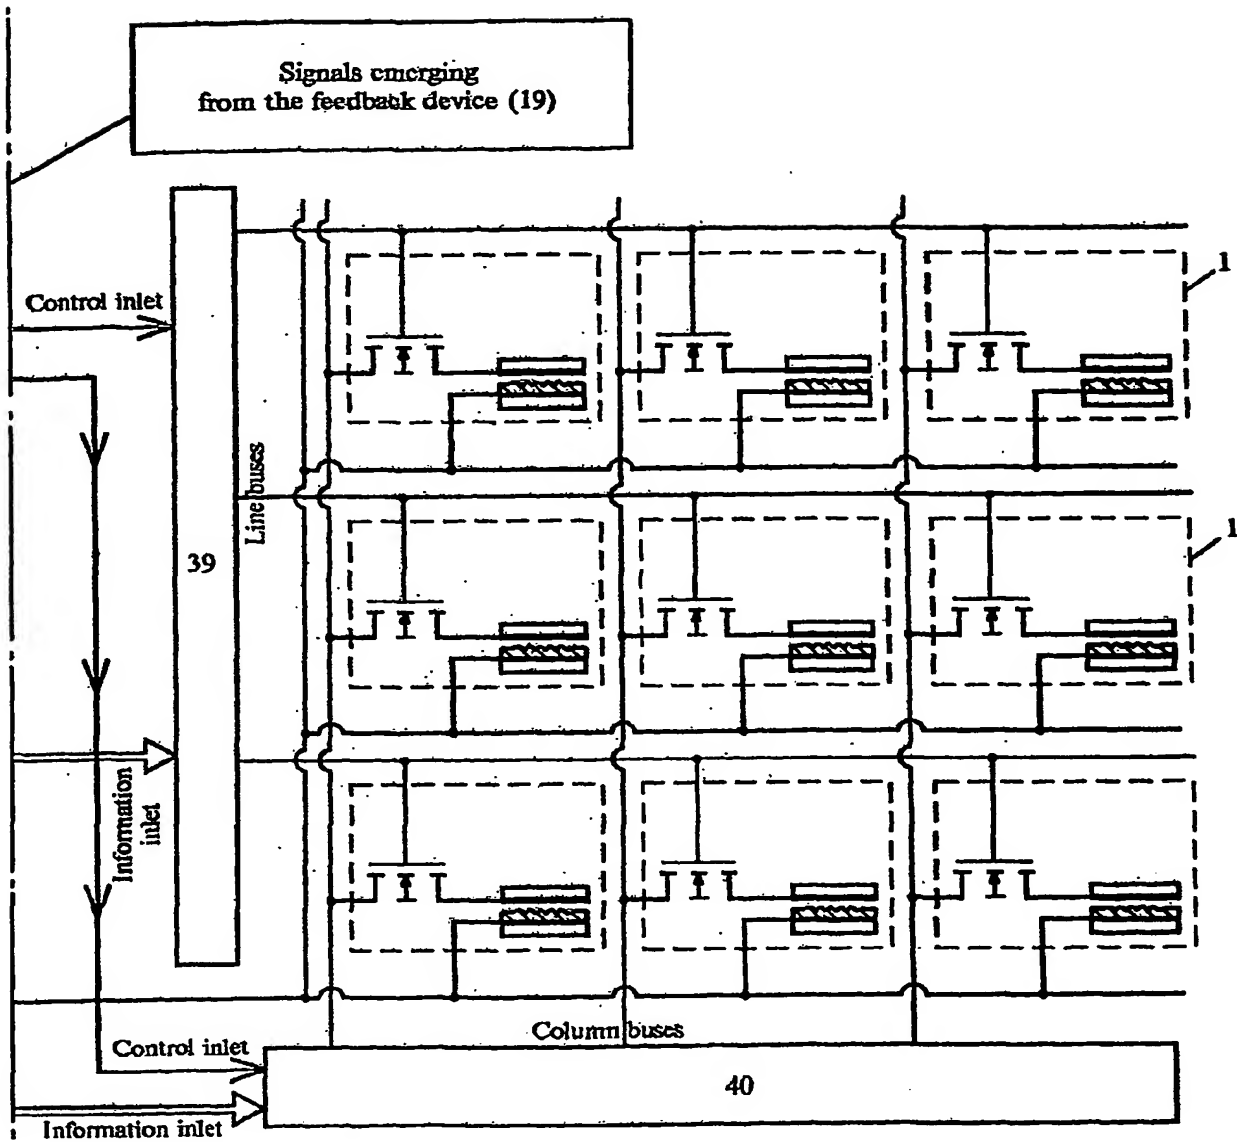 Signals emerging
from the feedback device (19)
1
Control inlet
Line buses
1
39
Information
inlet
Column buses
Control inlet
40
Information inlet